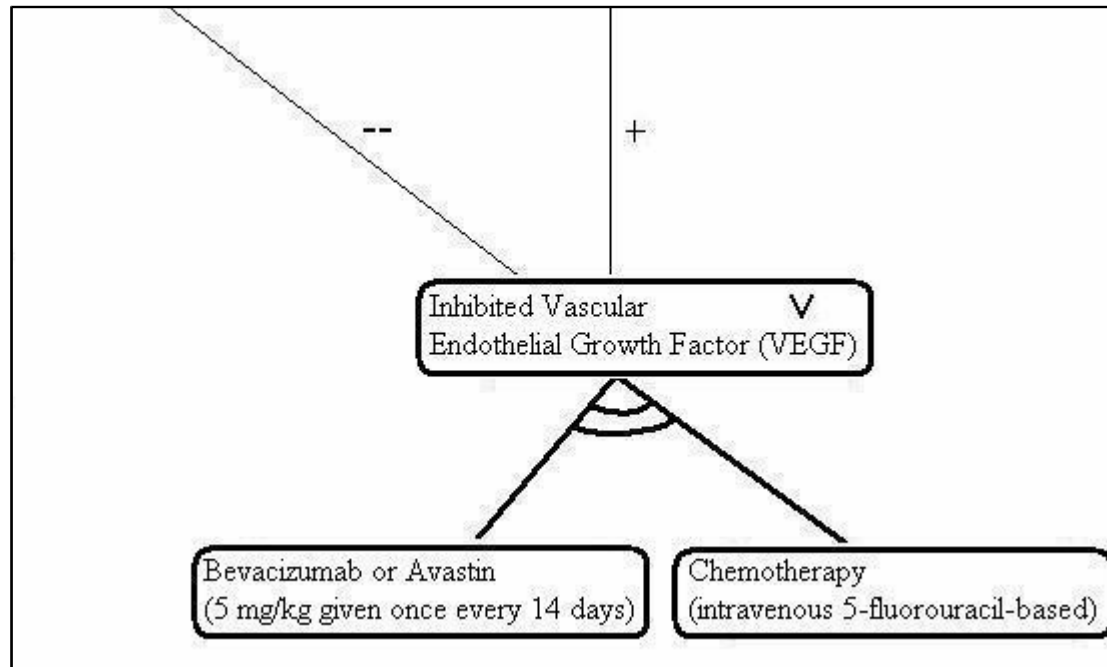 --
+
Inhibited Vascular V
Endothelial Growth Factor (VEGF)
Bevacizumab or Avastin
(5 mg/kg given once every 14 days)
Chemotherapy
(intravenous 5-fluorouracil-based)